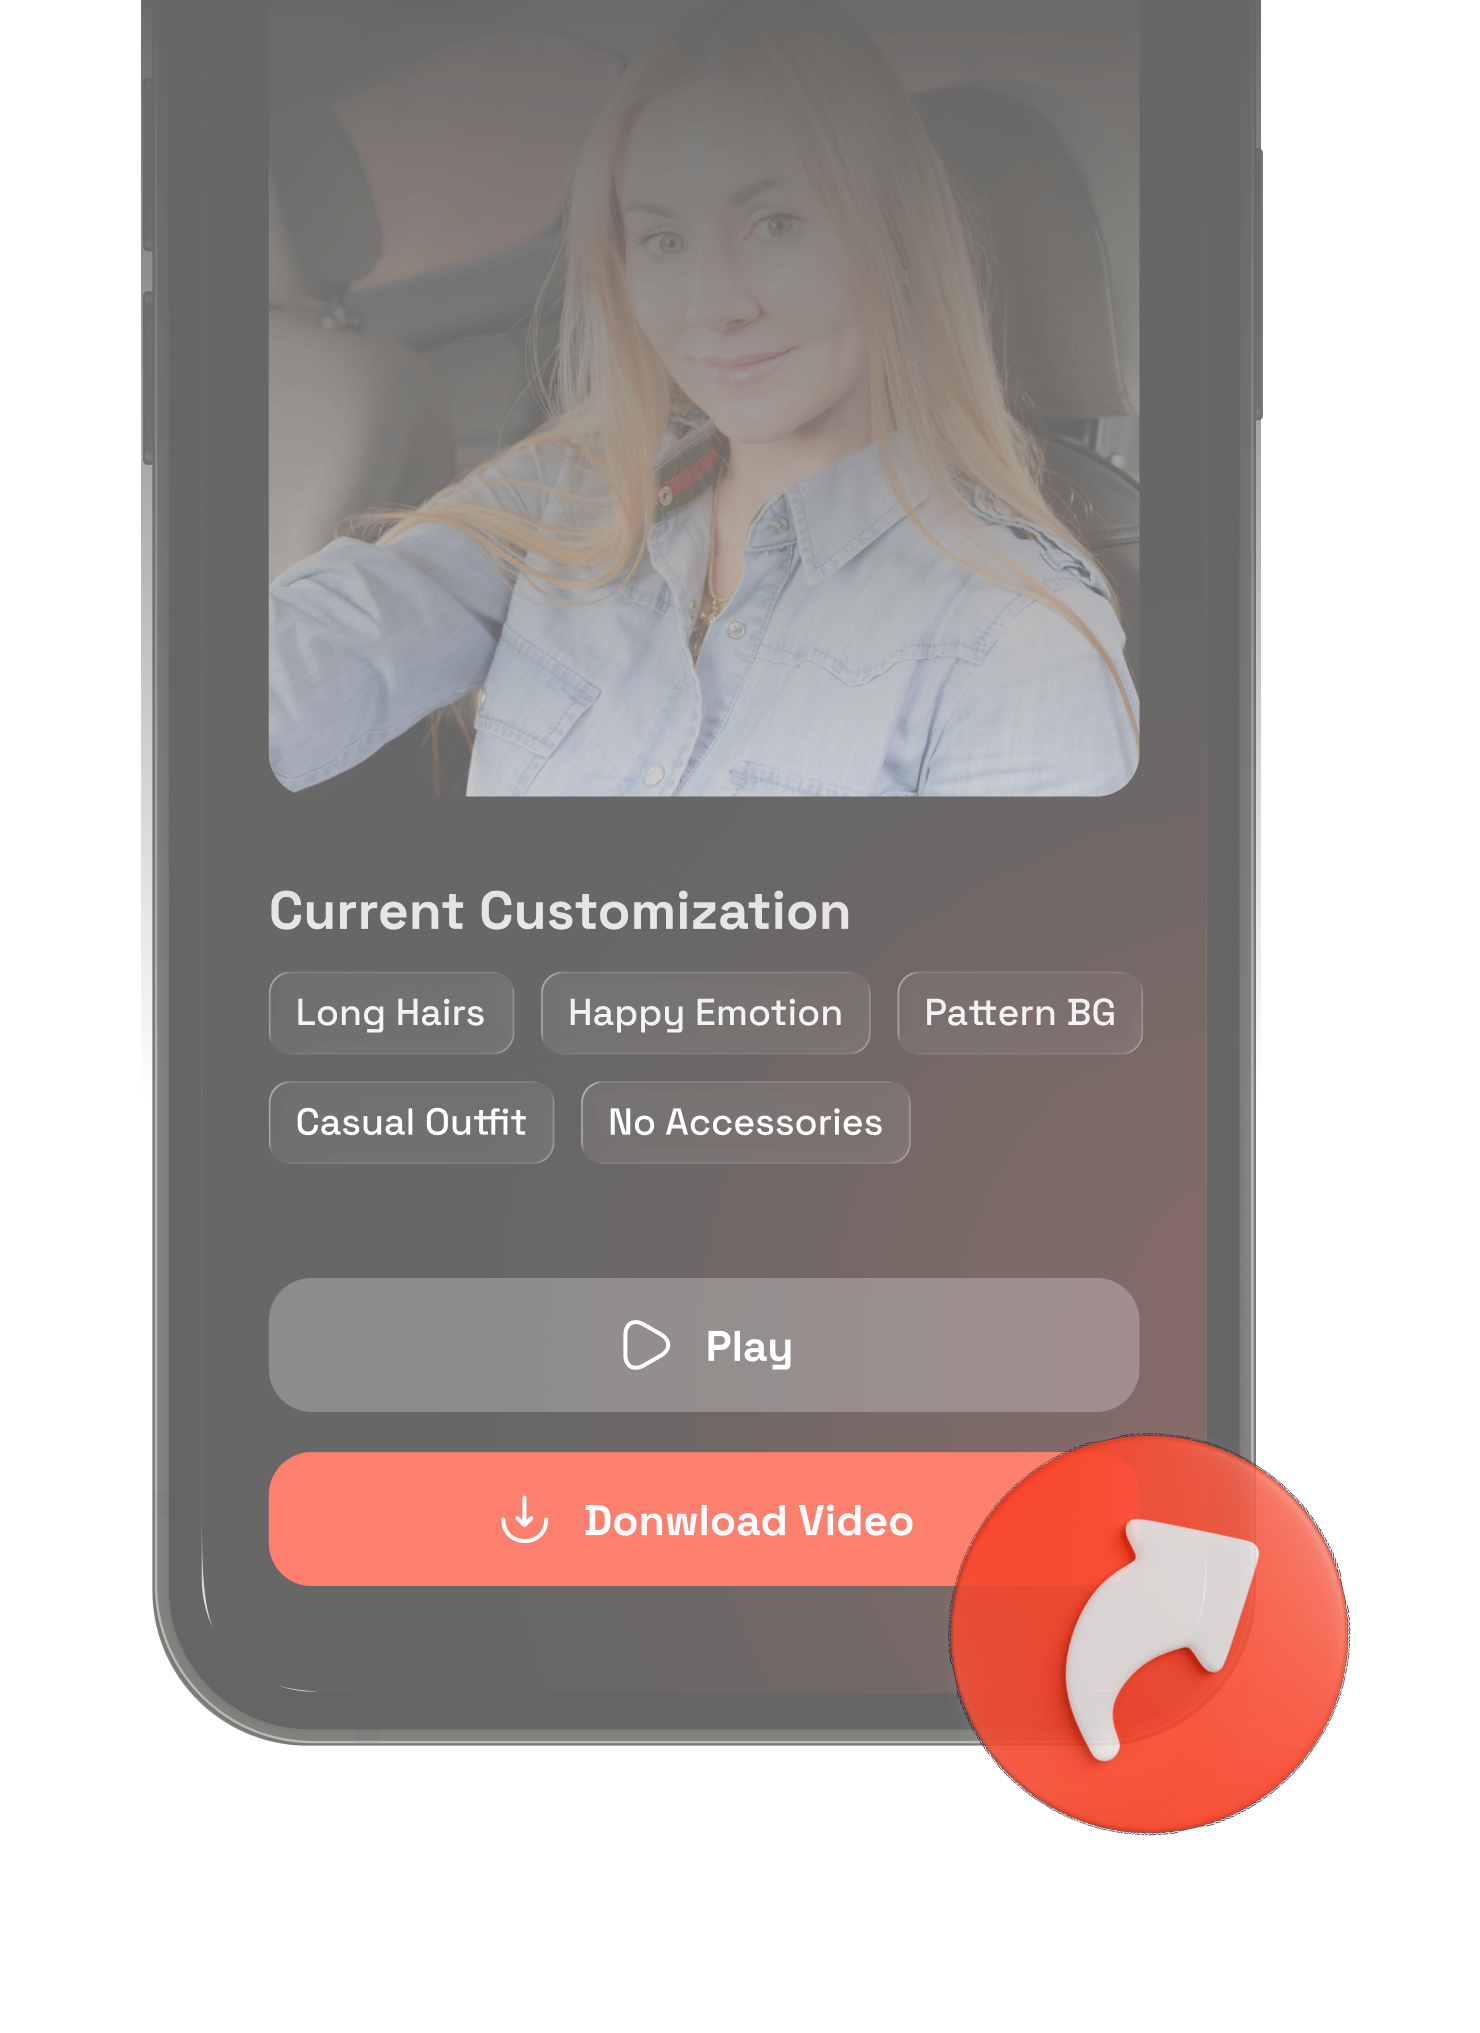 Current Customization
Long Hairs Happy Emotion Pattern BG
Casual Outfit No Accessories
Play
Donwload Video